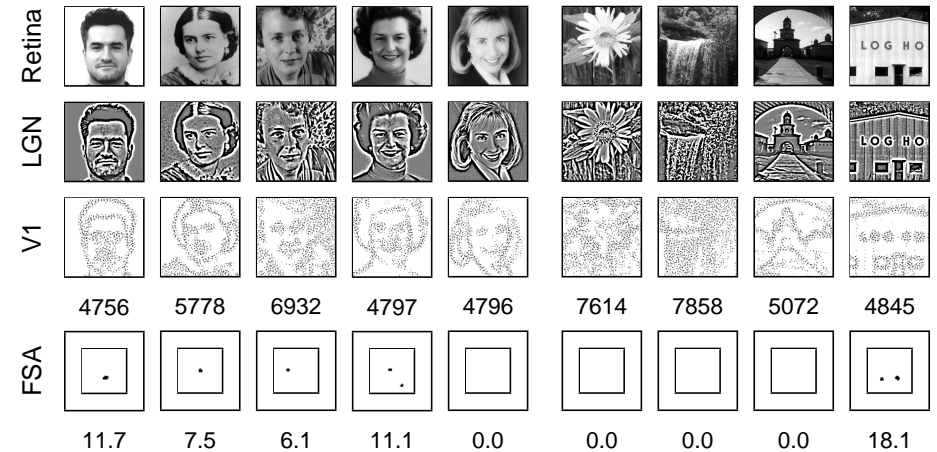 Retina
LOG HO
LGN
LOG HO
V1
4756 5778 6932 4797 4796 7614 7858 5072 4845
FSA
11.7 7.5 6.1 11.1 0.0 0.0 0.0 0.0 18.1